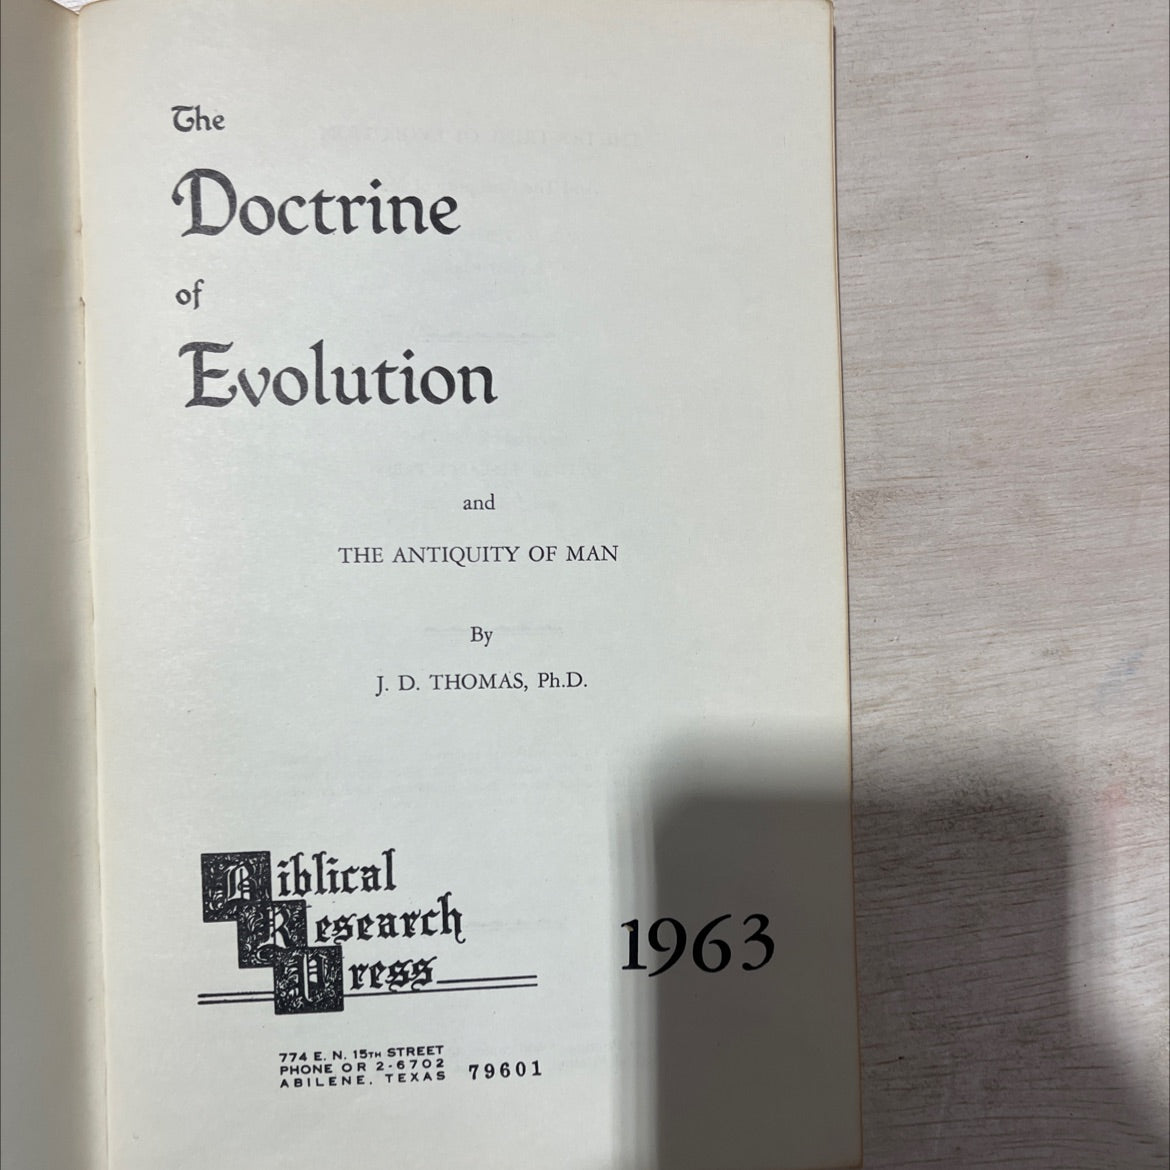 The
Doctrine
of
Evolution
and
THE ANTIQUITY OF MAN
By
J. D. THOMAS, Ph.D.
Biblical
Research
Press
1963
774 E. N. 15TH STREET
PHONE OR 2-6702
ABILENE, TEXAS 79601